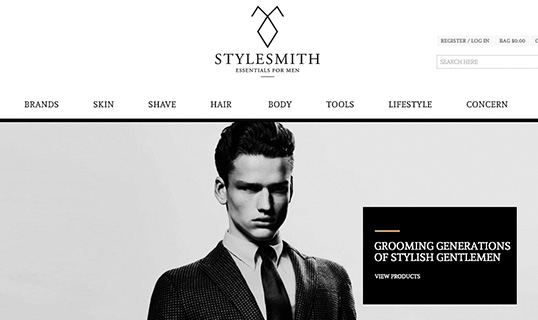 STYLESMITH
ESSENTIALS FOR MEN
REGISTER / LOG IN BAG $0.00
SEARCH HERE
BRANDS SKIN SHAVE HAIR BODY TOOLS LIFESTYLE CONCERN
GROOMING GENERATIONS
OF STYLISH GENTLEMEN
VIEW PRODUCTS